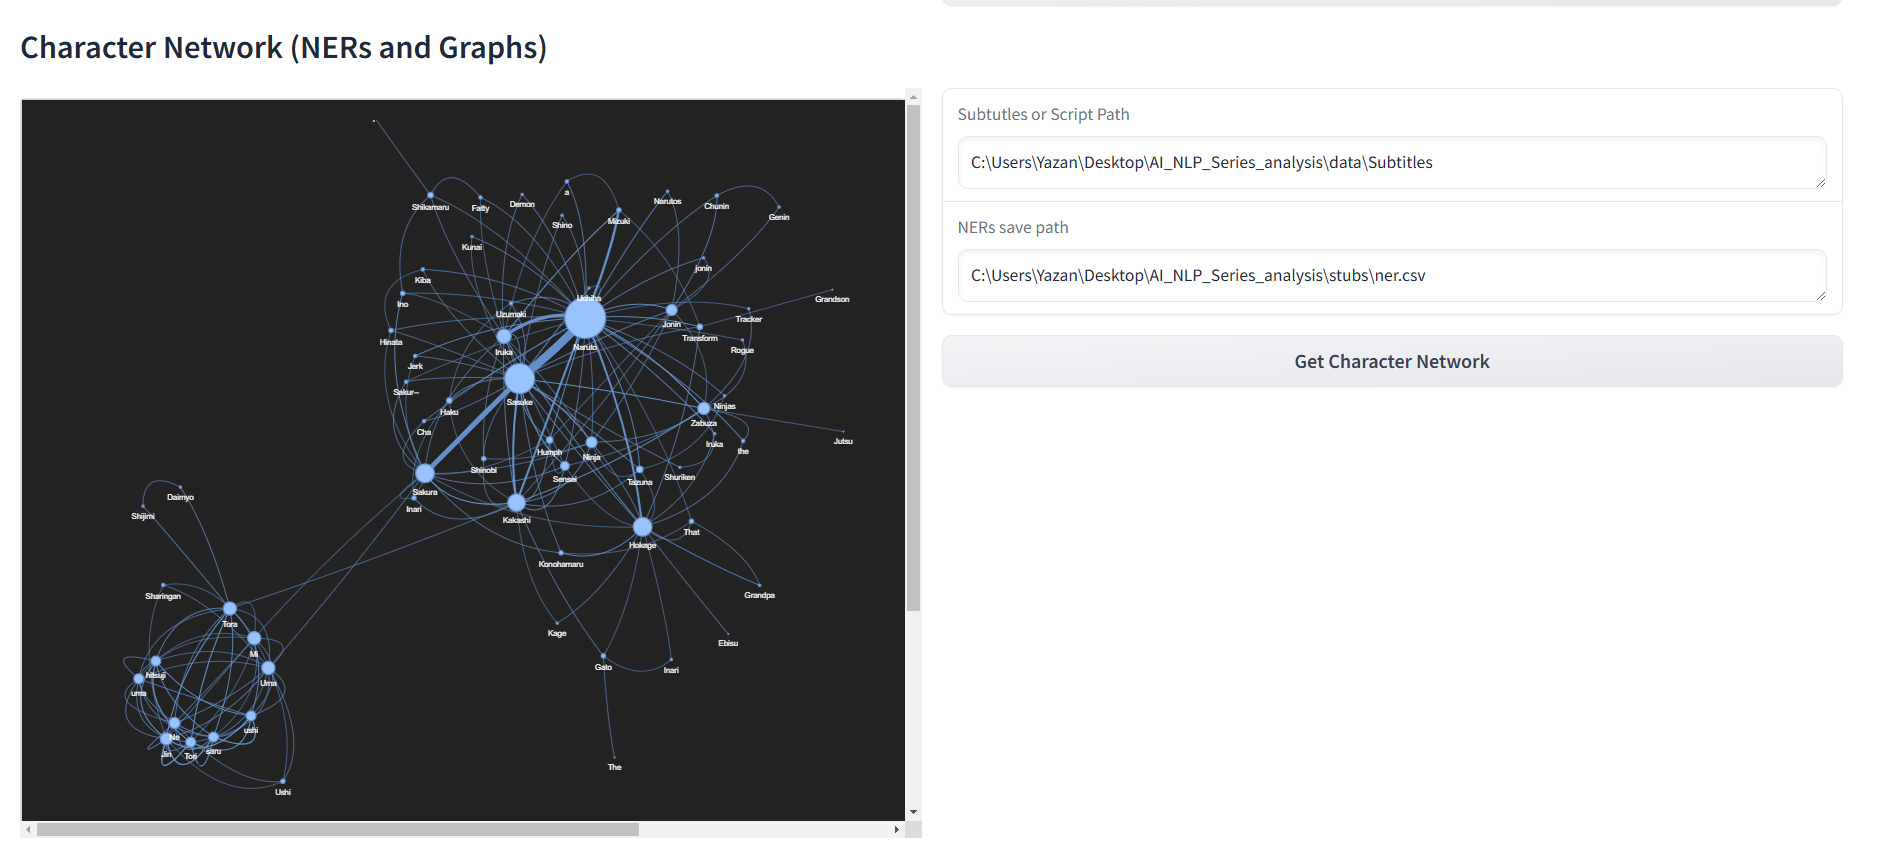 Character Network (NERs and Graphs)
Shikamaru
Fatty
Demon
a
Shino
Mizuki
Narutos
Chunin
Genin
Kunai
jonin
Kiba
Ino
Uchiha
Grandson
Uzumaki
Tracker
Jonin
Hinata
Iruka
Naruto
Transform
Rogue
Jerk
Sakur--
Sasuke
Haku
Ninjas
Zabuza
Cha
Iruka
Jutsu
Humph
Ninja
the
Shinobi
Sensei
Tazuna
Shuriken
Sakura
Inari
Daimyo
Shijimi
Kakashi
That
Hokage
Konohamaru
Sharingan
Grandpa
Tora
Kage
Ebisu
Mi
Gato
Inari
hitsuji
Uma
uma
ushi
Ne
Jin
Tori
saru
The
Ushi
Subtutles or Script Path
C:\Users\Yazan\Desktop\AI_NLP_Series_analysis\data\Subtitles
NERs save path
C:\Users\Yazan\Desktop\AI_NLP_Series_analysis\stubs\ner.csv
Get Character Network